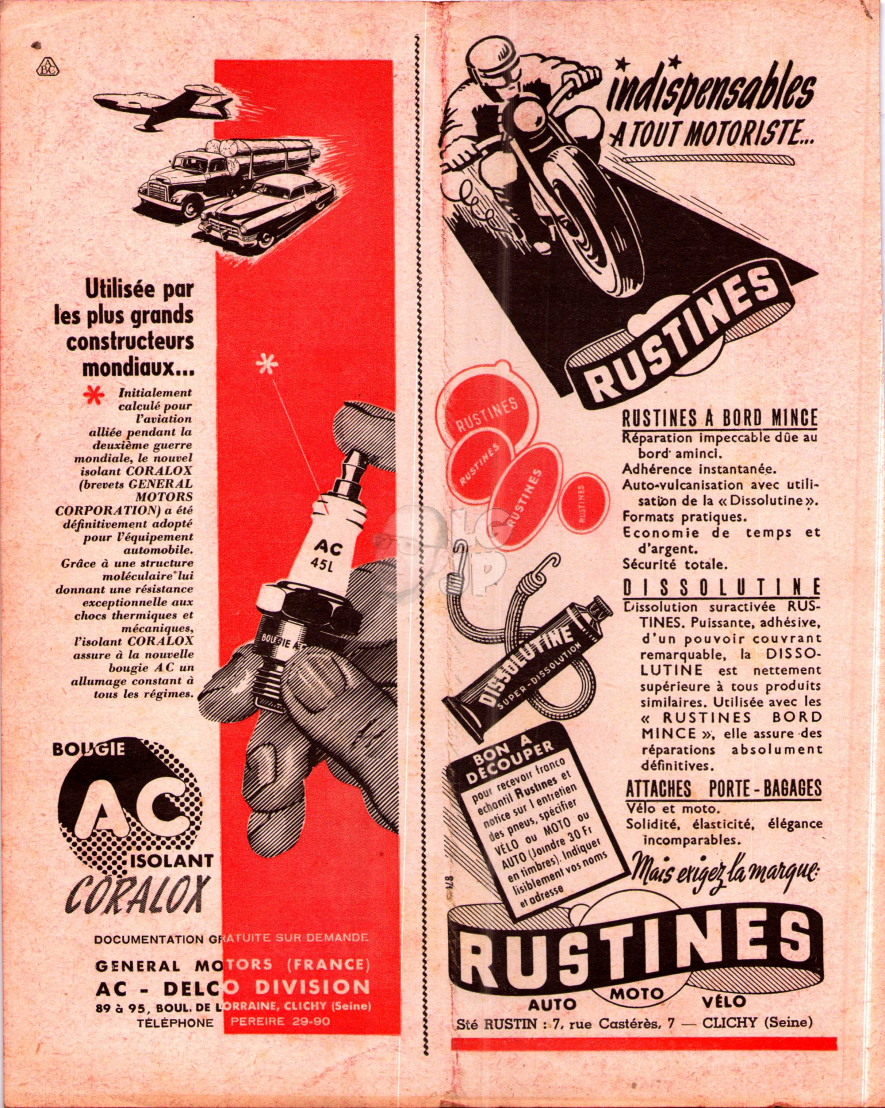 ABC
Utilisée par
les plus grands
constructeurs
mondiaux...
* Initialement
calculé pour
l'aviation
alliée pendant la
deuxième guerre
mondiale, le nouvel
isolant CORALOX
(brevets GENERAL
MOTORS
CORPORATION) a été
définitivement adopté
pour l'équipement
automobile.
Grâce à une structure
moléculaire lui
donnant une résistance
exceptionnelle aux
chocs thermiques et
mécaniques,
l'isolant CORALOX
assure à la nouvelle
bougie AC un
allumage constant à
tous les régimes.
*
AC
45L
BOUGIE A.C
BOUGIE
AC
ISOLANT
CORALOX
DOCUMENTATION GRATUITE SUR DEMANDE
GENERAL MOTORS (FRANCE)
AC - DELCO DIVISION
89 à 95, BOUL. DE LORRAINE, CLICHY (Seine)
TÉLÉPHONE PEREIRE 29-90
indispensables
A TOUT MOTORISTE...
RUSTINES
RUSTINES
RUSTINES
RUSTINES
RUSTINES
RUSTINES A BORD MINCE
Réparation impeccable dûe au
bord aminci.
Adhérence instantanée.
Auto-vulcanisation avec utili-
sation de la « Dissolutine ».
Formats pratiques.
Economie de temps et
d'argent.
Sécurité totale.
LGJP
DISSOLUTINE
SUPER-DISSOLUTION
DISSOLUTINE
Dissolution suractivée RUS-
TINES. Puissante, adhésive,
d'un pouvoir couvrant
remarquable, la DISSO-
LUTINE est nettement
supérieure à tous produits
similaires. Utilisée avec les
« RUSTINES BORD
MINCE », elle assure des
réparations absolument
définitives.
ATTACHES PORTE-BAGAGES
Vélo et moto.
Solidité, élasticité, élégance
incomparables.
BON A
DÉCOUPER
pour recevoir franco
echantil Rustines et
notice sur l entretien
des pneus, spécifier
VÉLO ou MOTO ou
AUTO (Joindre 30 Fr
en timbres). Indiquer
lisiblement vos noms
et adresse
Mais exigez la marque:
RUSTINES
AUTO MOTO VÉLO
Sté RUSTIN : 7, rue Castérès, 7 — CLICHY (Seine)